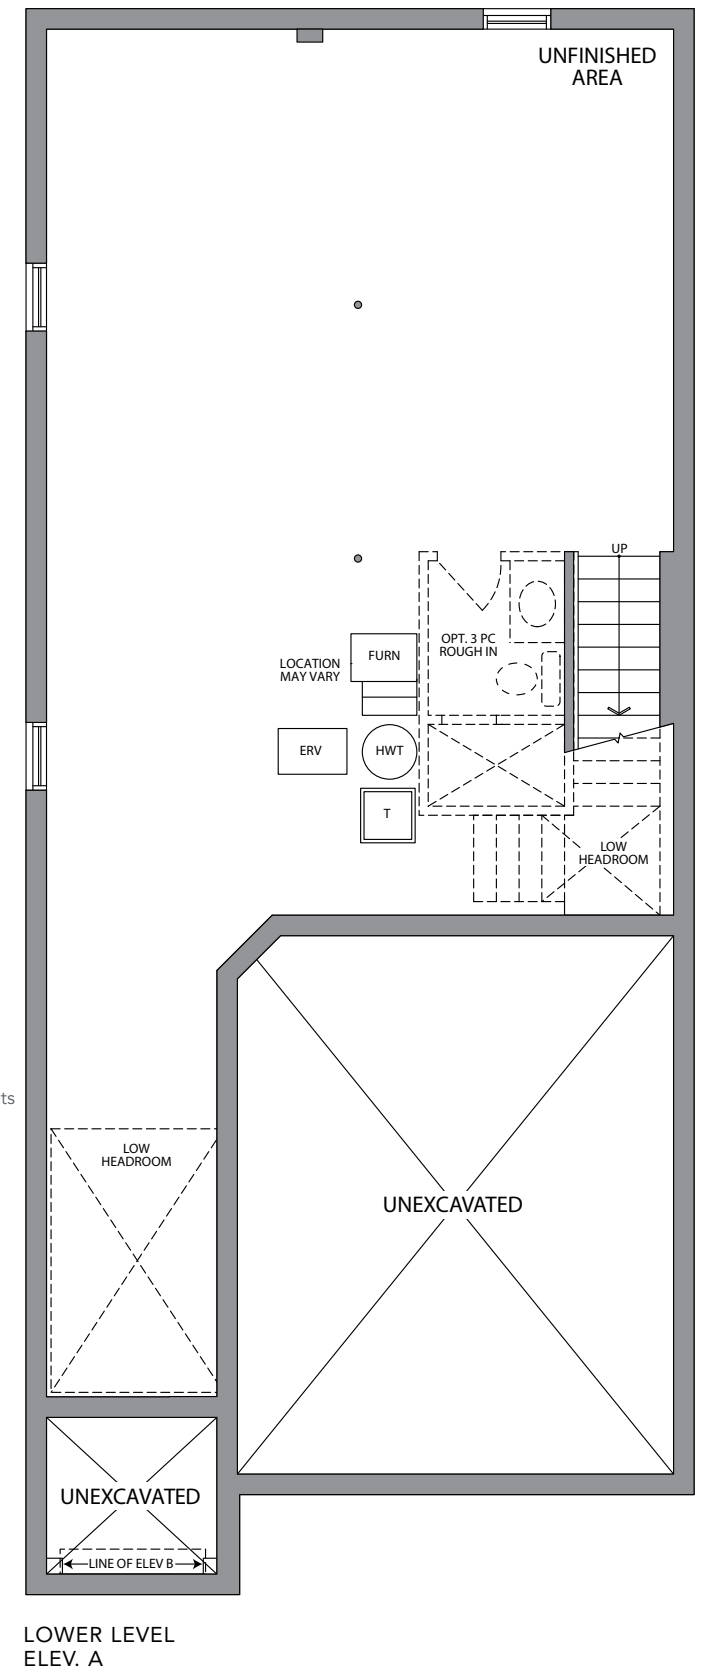 UNFINISHED
AREA
UP
OPT. 3 PC
ROUGH IN
FURN
LOCATION
MAY VARY
ERV
HWT
T
LOW
HEADROOM
ts
LOW
HEADROOM
UNEXCAVATED
UNEXCAVATED
LINE OF ELEV B
LOWER LEVEL
ELEV. A